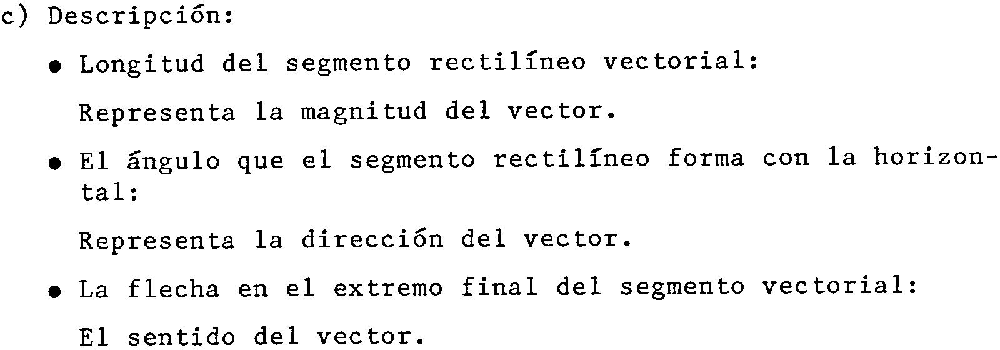 c) Descripción:
● Longitud del segmento rectilíneo vectorial:
Representa la magnitud del vector.
● El ángulo que el segmento rectilíneo forma con la horizon-
tal:
Representa la dirección del vector.
● La flecha en el extremo final del segmento vectorial:
El sentido del vector.